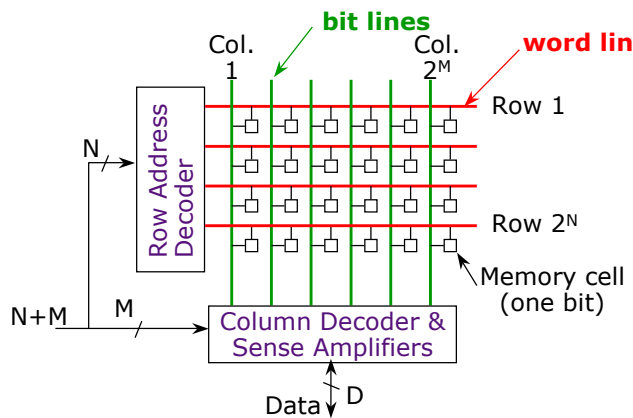 bit lines
word lin
Col.
1
Col.
2ᴹ
Row 1
N
Row Address
Decoder
Row 2ᴺ
Memory cell
(one bit)
N+M
M
Column Decoder &
Sense Amplifiers
D
Data